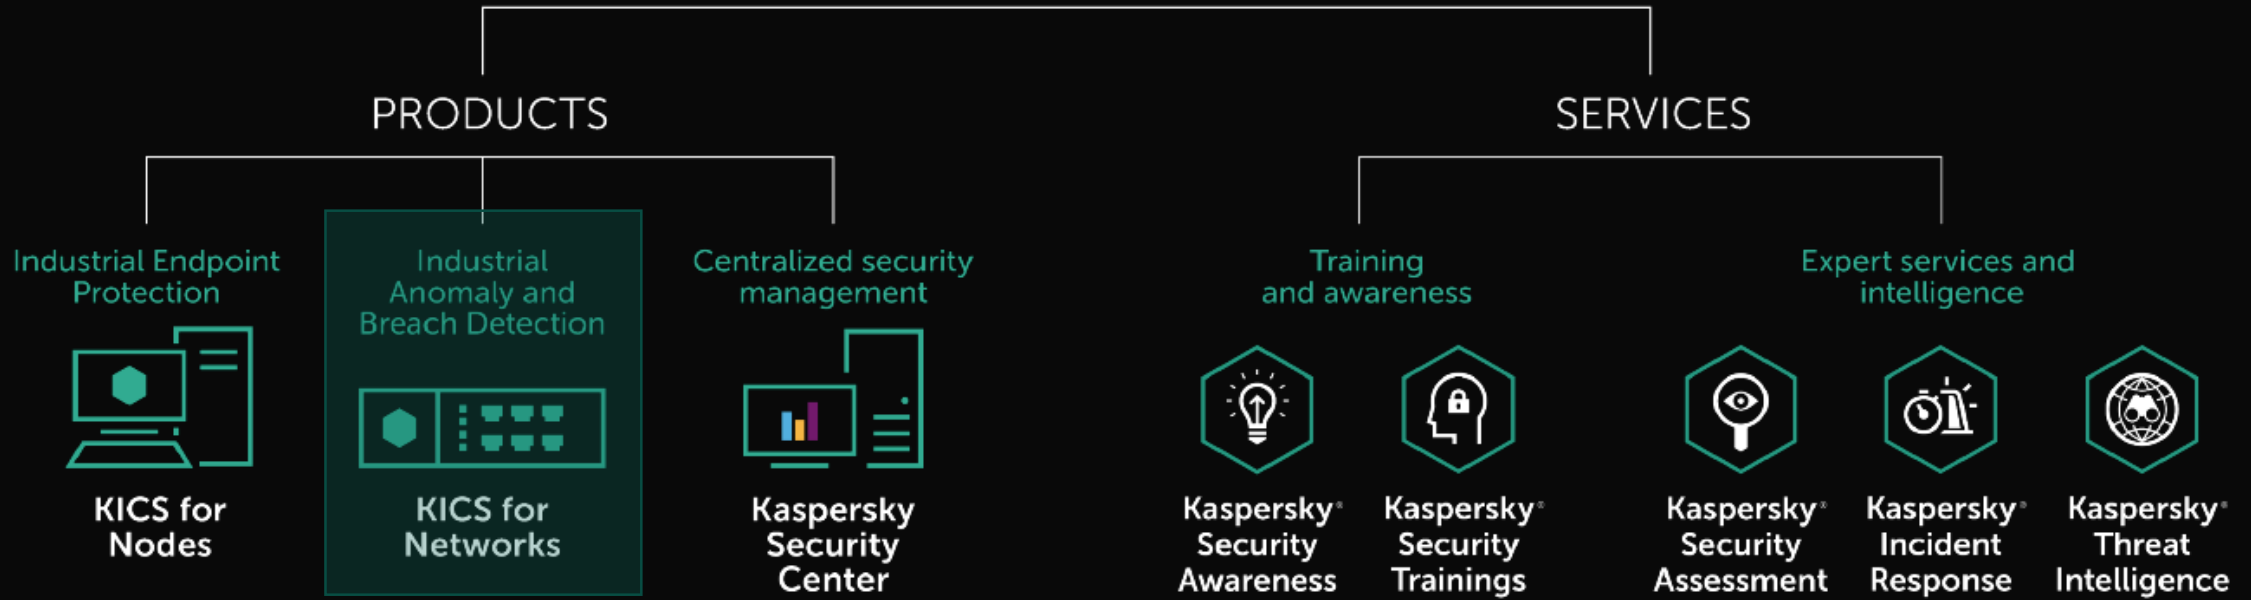 PRODUCTS
SERVICES
Industrial Endpoint
Protection
Industrial
Anomaly and
Breach Detection
Centralized security
management
Training
and awareness
Expert services and
intelligence
KICS for
Nodes
KICS for
Networks
Kaspersky
Security
Center
Kaspersky®
Security
Awareness
Kaspersky®
Security
Trainings
Kaspersky®
Security
Assessment
Kaspersky®
Incident
Response
Kaspersky®
Threat
Intelligence